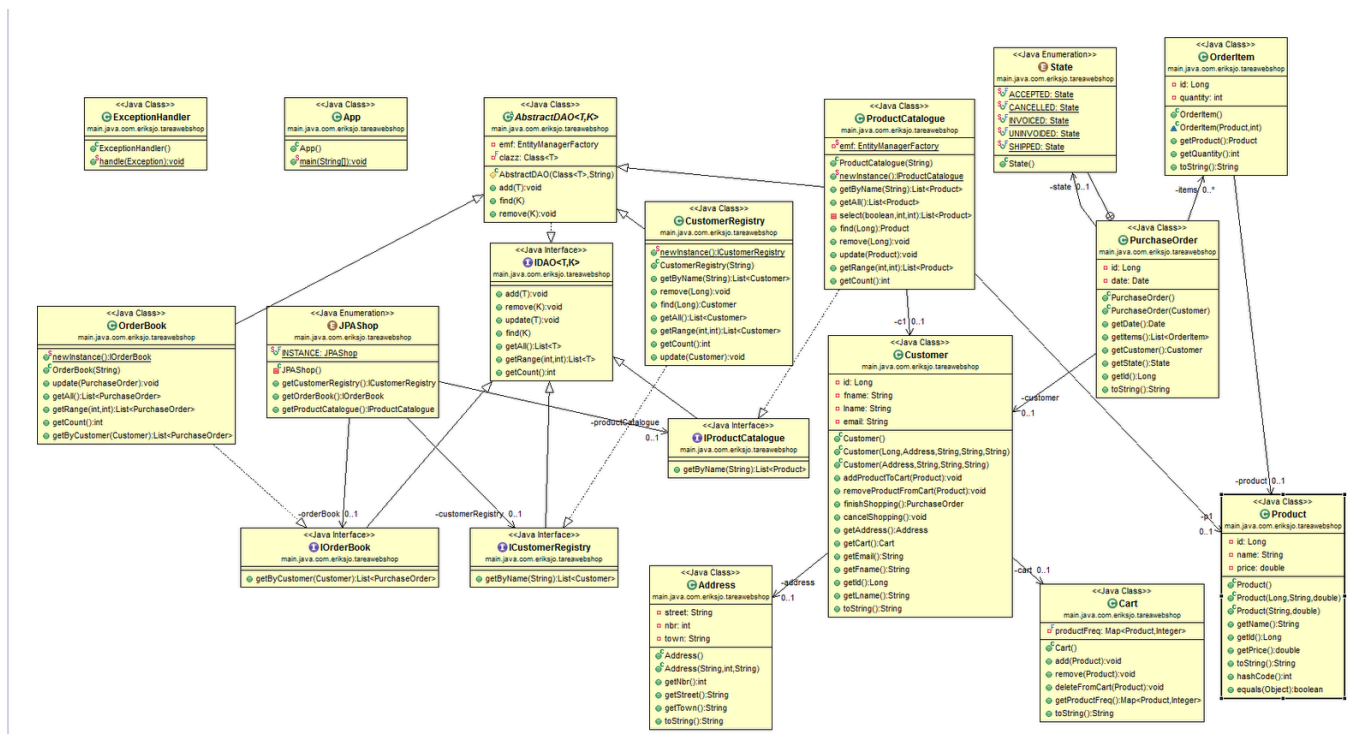 <<Java Class>>
ExceptionHandler
main.java.com.eriksjo.tareawebshop
ExceptionHandler()
handle(Exception):void
<<Java Class>>
App
main.java.com.eriksjo.tareawebshop
App()
main(String[]):void
<<Java Class>>
AbstractDAO<T,K>
main.java.com.eriksjo.tareawebshop
emf: EntityManagerFactory
clazz: Class<T>
AbstractDAO(Class<T>,String)
add(T):void
find(K)
remove(K):void
<<Java Class>>
ProductCatalogue
main.java.com.eriksjo.tareawebshop
emf: EntityManagerFactory
ProductCatalogue(String)
newInstance():IProductCatalogue
getByName(String):List<Product>
getAll():List<Product>
select(boolean,int,int):List<Product>
find(Long):Product
remove(Long):void
update(Product):void
getRange(int,int):List<Product>
getCount():int
<<Java Enumeration>>
State
main.java.com.eriksjo.tareawebshop
ACCEPTED: State
CANCELLED: State
INVOICED: State
UNINVOIDED: State
SHIPPED: State
State()
<<Java Class>>
OrderItem
main.java.com.eriksjo.tareawebshop
id: Long
quantity: int
OrderItem()
OrderItem(Product,int)
getProduct():Product
getQuantity():int
toString():String
-state 0..1
-items 0..*
<<Java Class>>
CustomerRegistry
main.java.com.eriksjo.tareawebshop
newInstance():ICustomerRegistry
CustomerRegistry(String)
getByName(String):List<Customer>
remove(Long):void
find(Long):Customer
getAll():List<Customer>
getRange(int,int):List<Customer>
getCount():int
update(Customer):void
<<Java Class>>
PurchaseOrder
main.java.com.eriksjo.tareawebshop
id: Long
date: Date
PurchaseOrder()
PurchaseOrder(Customer)
getDate():Date
getItems():List<OrderItem>
getCustomer():Customer
getState():State
getId():Long
toString():String
<<Java Interface>>
IDAO<T,K>
main.java.com.eriksjo.tareawebshop
add(T):void
remove(K):void
update(T):void
find(K)
getAll():List<T>
getRange(int,int):List<T>
getCount():int
<<Java Class>>
OrderBook
main.java.com.eriksjo.tareawebshop
newInstance():IOrderBook
OrderBook(String)
update(PurchaseOrder):void
getAll():List<PurchaseOrder>
getRange(int,int):List<PurchaseOrder>
getCount():int
getByCustomer(Customer):List<PurchaseOrder>
<<Java Enumeration>>
JPAShop
main.java.com.eriksjo.tareawebshop
INSTANCE: JPAShop
JPAShop()
getCustomerRegistry():ICustomerRegistry
getOrderBook():IOrderBook
getProductCatalogue():IProductCatalogue
-c1 0..1
<<Java Class>>
Customer
main.java.com.eriksjo.tareawebshop
id: Long
fname: String
lname: String
email: String
Customer()
Customer(Long,Address,String,String,String)
Customer(Address,String,String,String)
addProductToCart(Product):void
removeProductFromCart(Product):void
finishShopping():PurchaseOrder
cancelShopping():void
getAddress():Address
getCart():Cart
getEmail():String
getFname():String
getId():Long
getLname():String
toString():String
-customer
0..1
-productCatalogue
0..1
<<Java Interface>>
IProductCatalogue
main.java.com.eriksjo.tareawebshop
getByName(String):List<Product>
-orderBook 0..1
-customerRegistry 0..1
<<Java Interface>>
IOrderBook
main.java.com.eriksjo.tareawebshop
getByCustomer(Customer):List<PurchaseOrder>
<<Java Interface>>
ICustomerRegistry
main.java.com.eriksjo.tareawebshop
getByName(String):List<Customer>
-product 0..1
-p1
0..1
<<Java Class>>
Product
main.java.com.eriksjo.tareawebshop
id: Long
name: String
price: double
Product()
Product(Long,String,double)
Product(String,double)
getName():String
getId():Long
getPrice():double
toString():String
hashCode():int
equals(Object):boolean
-address
0..1
-cart 0..1
<<Java Class>>
Address
main.java.com.eriksjo.tareawebshop
street: String
nbr: int
town: String
Address()
Address(String,int,String)
getNbr():int
getStreet():String
getTown():String
toString():String
<<Java Class>>
Cart
main.java.com.eriksjo.tareawebshop
productFreq: Map<Product,Integer>
Cart()
add(Product):void
remove(Product):void
deleteFromCart(Product):void
getProductFreq():Map<Product,Integer>
toString():String